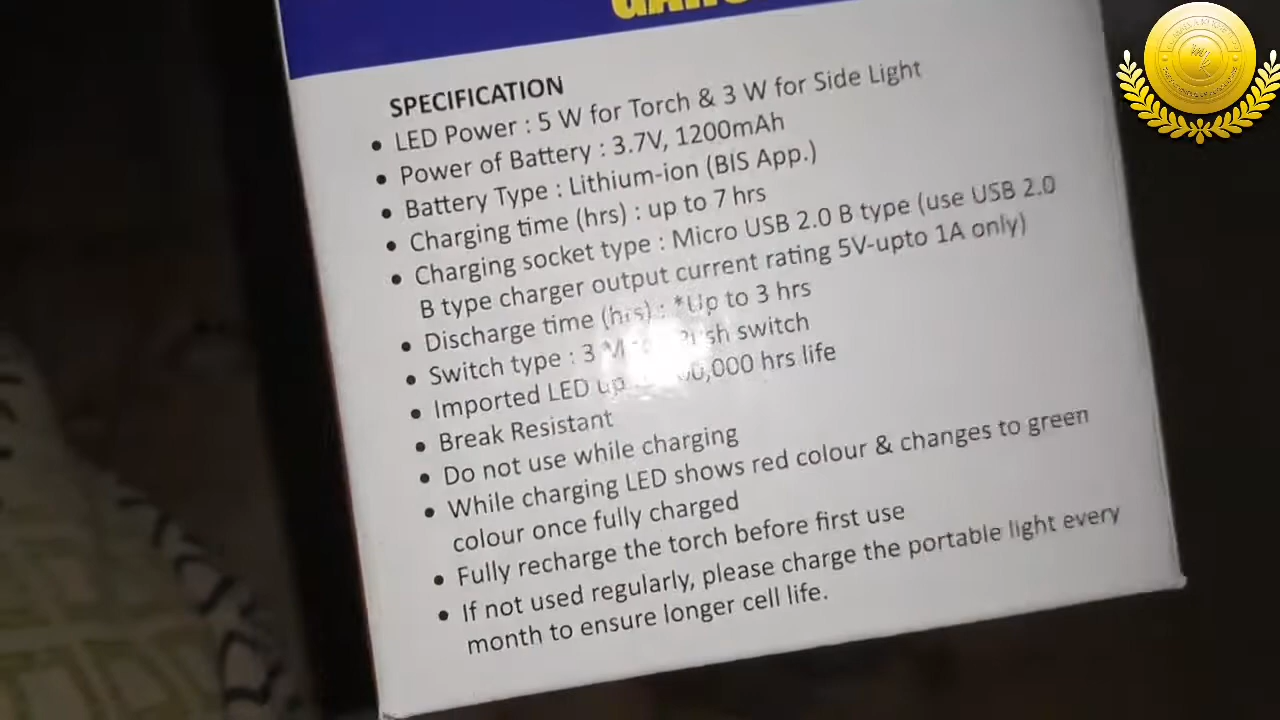 SPECIFICATION
• LED Power : 5 W for Torch & 3 W for Side Light
• Power of Battery : 3.7V, 1200mAh
• Battery Type : Lithium-ion (BIS App.)
• Charging time (hrs) : up to 7 hrs
• Charging socket type : Micro USB 2.0 B type (use USB 2.0
B type charger output current rating 5V-upto 1A only)
• Discharge time (hrs) : *Up to 3 hrs
• Switch type : 3 switch
• Imported LED hrs life
• Break Resistant
• Do not use while charging
• While charging LED shows red colour & changes to green
colour once fully charged
• Fully recharge the torch before first use
• If not used regularly, please charge the portable light every
month to ensure longer cell life.